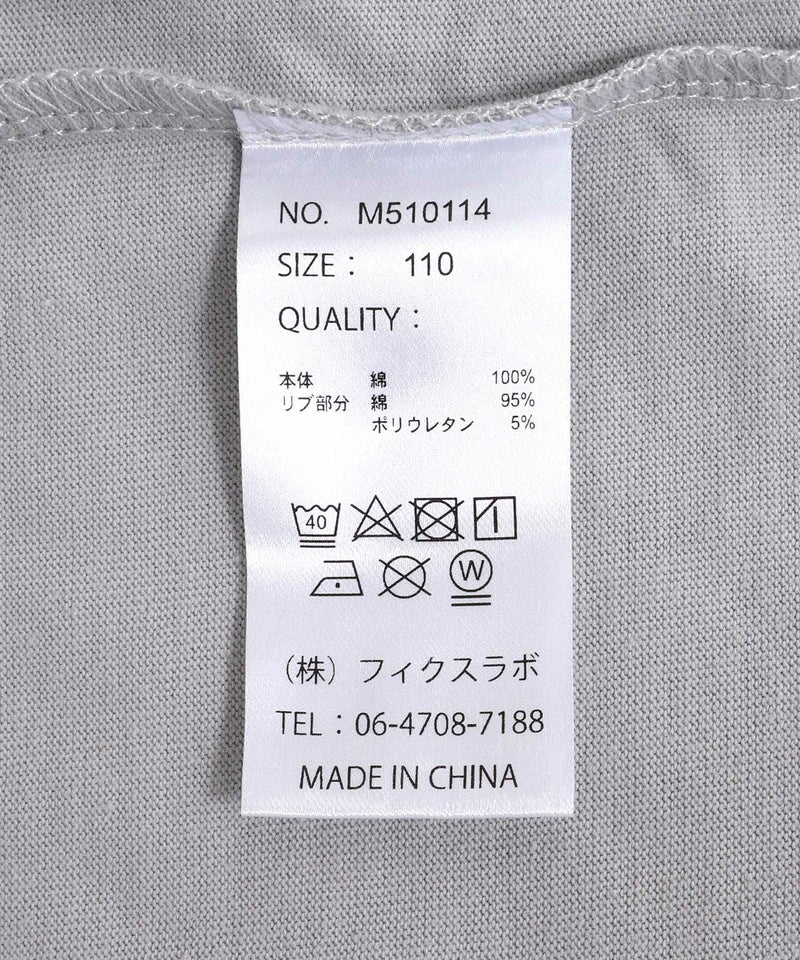 NO. M510114
SIZE： 110
QUALITY：
本体 綿 100%
リブ部分 綿 95%
ポリウレタン 5%
40
W
（株）フィクスラボ
TEL：06-4708-7188
MADE IN CHINA